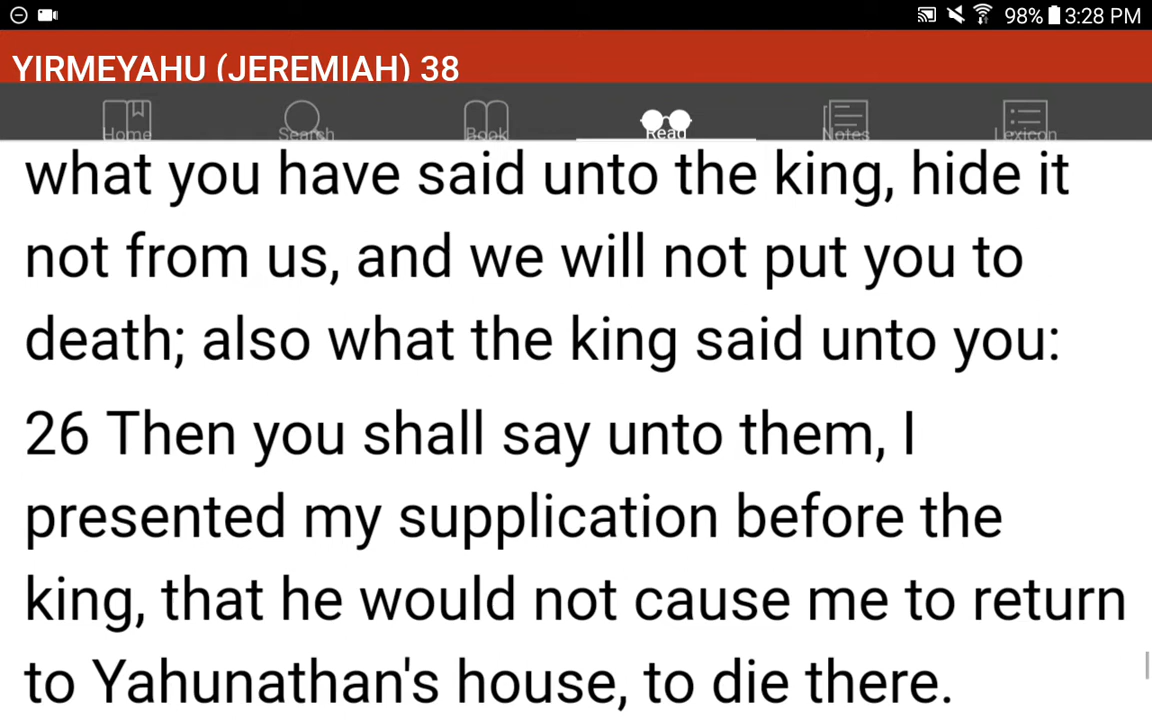 98% 3:28 PM
YIRMEYAHU (JEREMIAH) 38
Home Search Book Read Notes Lexicon
what you have said unto the king, hide it
not from us, and we will not put you to
death; also what the king said unto you:
26 Then you shall say unto them, I
presented my supplication before the
king, that he would not cause me to return
to Yahunathan's house, to die there.